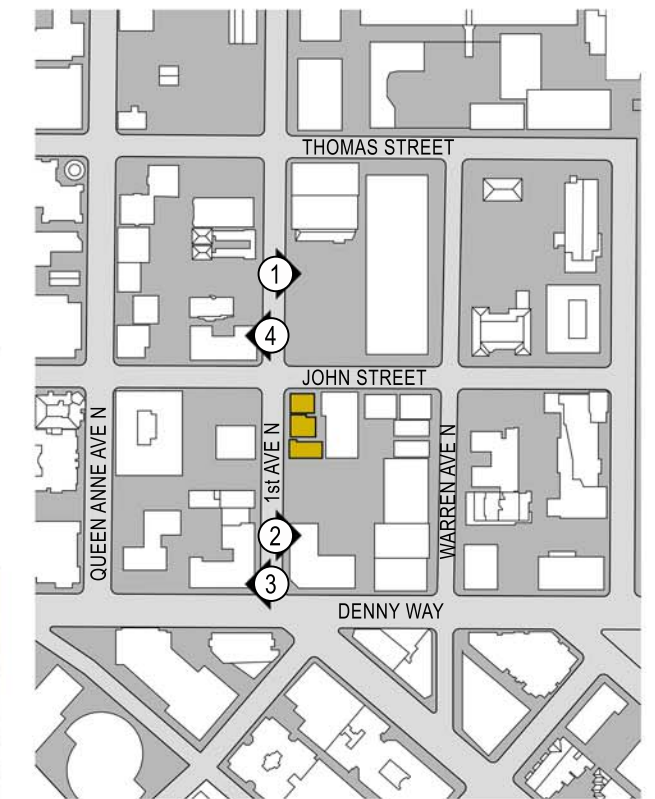 THOMAS STREET
1
4
JOHN STREET
QUEEN ANNE AVE N
1st AVE N
WARREN AVE N
2
3
DENNY WAY